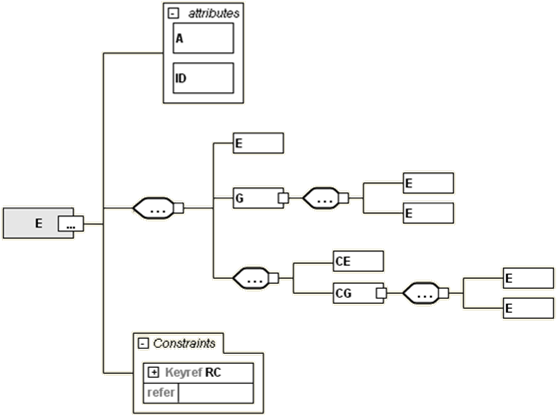 - attributes
A
ID
E
G
E
E
E ...
...
...
...
CE
CG
...
E
E
- Constraints
+ Keyref RC
refer